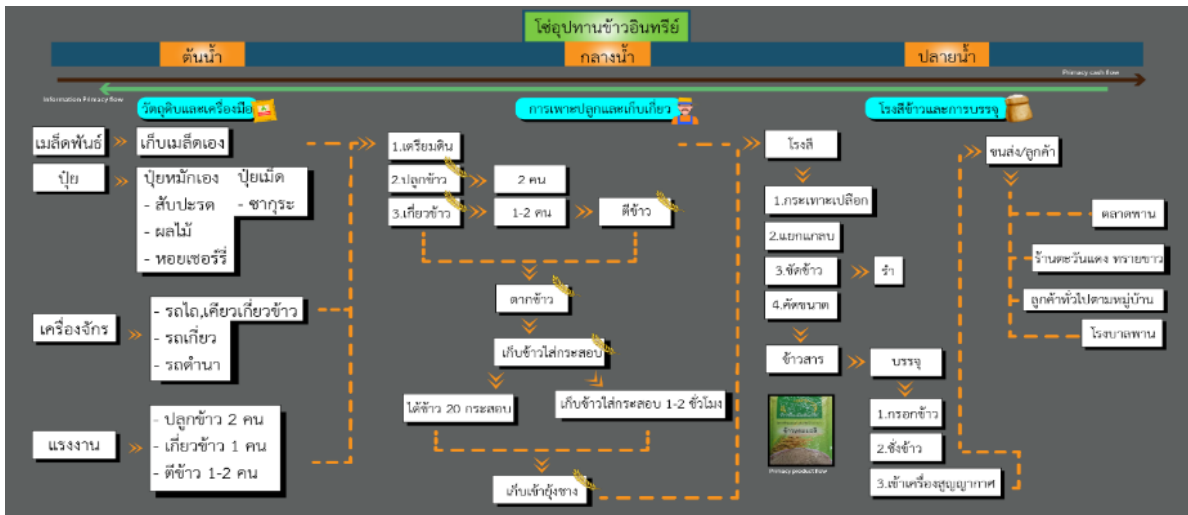 โซ่อุปทานข้าวอินทรีย์
ต้นน้ำ
กลางน้ำ
ปลายน้ำ
Primacy cash flow
Information Primacy flow
วัตถุดิบและเครื่องมือ
การเพาะปลูกและเก็บเกี่ยว
โรงสีข้าวและการบรรจุ
เมล็ดพันธ์
เก็บเมล็ดเอง
ปุ๋ย
ปุ๋ยหมักเอง ปุ๋ยเม็ด
- สับปะรด - ซากุระ
- ผลไม้
- หอยเชอร์รี่
เครื่องจักร
- รถไถ,เคียวเกี่ยวข้าว
- รถเกี่ยว
- รถดำนา
แรงงาน
- ปลูกข้าว 2 คน
- เกี่ยวข้าว 1 คน
- ตีข้าว 1-2 คน
1.เตรียมดิน
2.ปลูกข้าว
2 คน
3.เกี่ยวข้าว
1-2 คน
ตีข้าว
ตากข้าว
เก็บข้าวใส่กระสอบ
ได้ข้าว 20 กระสอบ
เก็บข้าวใส่กระสอบ 1-2 ชั่วโมง
เก็บเข้ายุ้งฉาง
โรงสี
1.กระเทาะเปลือก
2.แยกแกลบ
3.ขัดข้าว
รำ
4.คัดขนาด
ข้าวสาร
บรรจุ
1.กรอกข้าว
2.ชั่งข้าว
3.เข้าเครื่องสูญญากาศ
Primacy product flow
ขนส่ง/ลูกค้า
ตลาดพาน
ร้านตะวันแดง ทรายขาว
ลูกค้าทั่วไปตามหมู่บ้าน
โรงบาลพาน